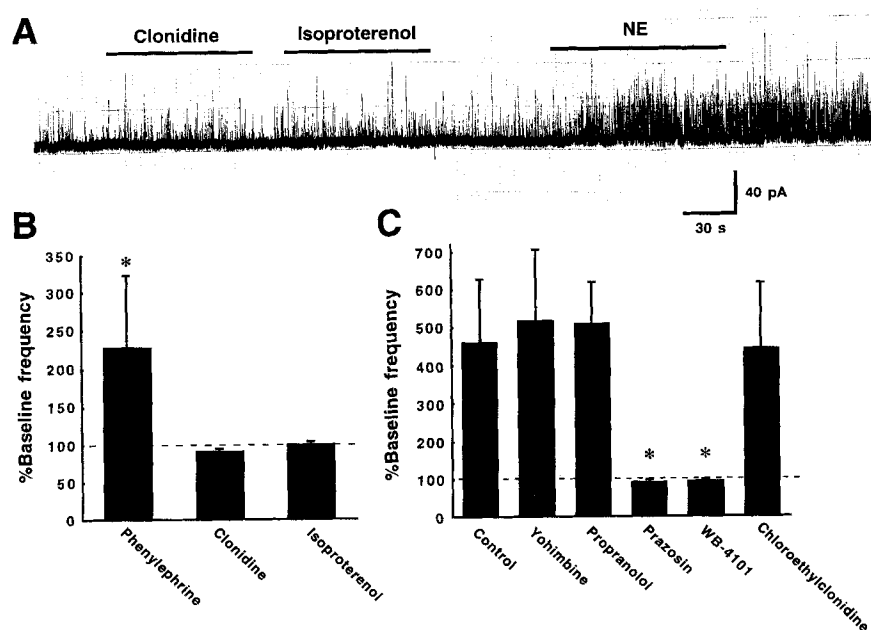 A
Clonidine
Isoproterenol
NE
40 pA
30 s
B
%Baseline frequency
350
300
250
200
150
100
50
0
*
Phenylephrine
Clonidine
Isoproterenol
C
%Baseline frequency
700
600
500
400
300
200
100
0
*
*
Control
Yohimbine
Propranolol
Prazosin
WB-4101
Chloroethylclonidine